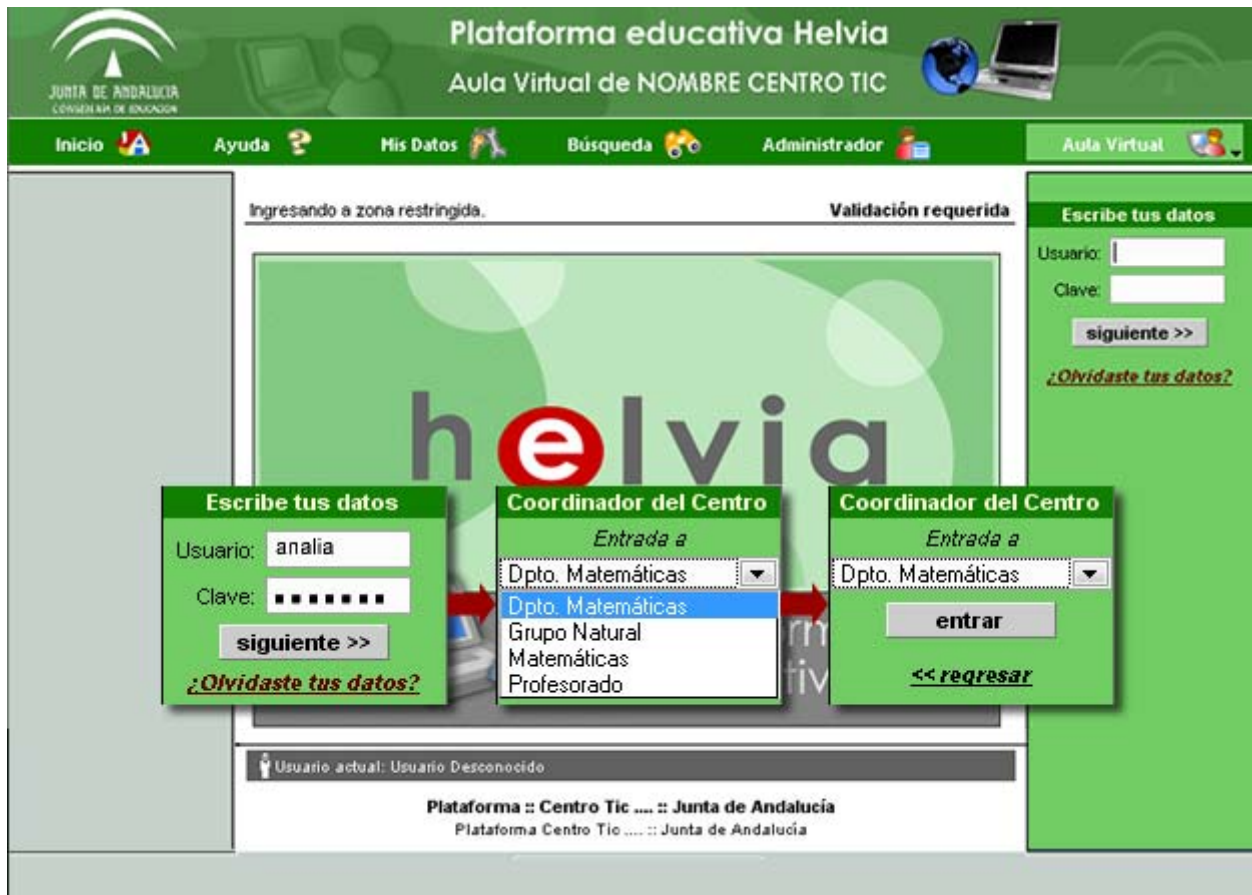 Plataforma educativa Helvia
Aula Virtual de NOMBRE CENTRO TIC
JUNTA DE ANDALUCIA
CONSEJERIA DE EDUCACION
Inicio Ayuda Mis Datos Búsqueda Administrador Aula Virtual
Ingresando a zona restringida. Validación requerida
Escribe tus datos
Usuario:
Clave:
siguiente >>
¿Olvidaste tus datos?
helvia
Escribe tus datos
Usuario: analia
Clave:
siguiente >>
¿Olvidaste tus datos?
Coordinador del Centro
Entrada a
Dpto. Matemáticas
Dpto. Matemáticas
Grupo Natural
Matemáticas
Profesorado
Coordinador del Centro
Entrada a
Dpto. Matemáticas
entrar
<< regresar
Usuario actual: Usuario Desconocido
Plataforma :: Centro Tic .... :: Junta de Andalucía
Plataforma Centro Tic .... :: Junta de Andalucía